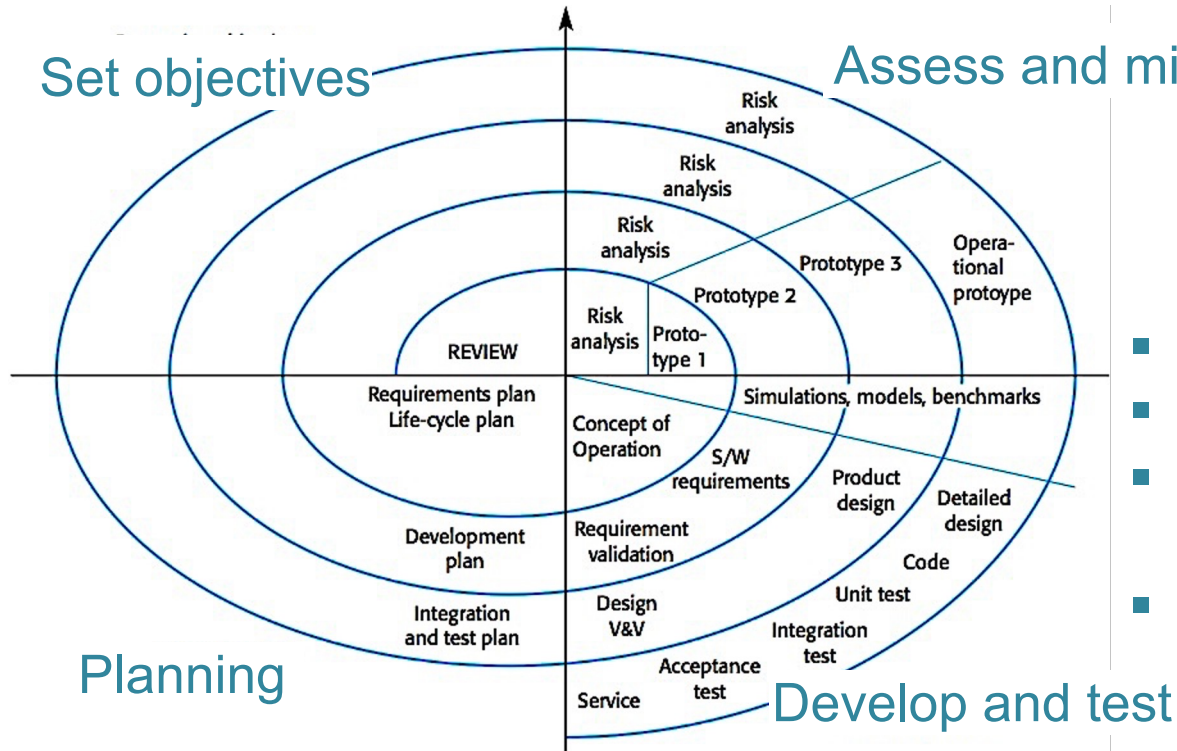 Set objectives
Assess and mi
Risk
analysis
Risk
analysis
Risk
analysis
Risk
analysis
Opera-
tional
protoype
Prototype 3
Prototype 2
Proto-
type 1
REVIEW
Requirements plan
Life-cycle plan
Simulations, models, benchmarks
Concept of
Operation
S/W
requirements
Product
design
Detailed
design
Development
plan
Requirement
validation
Code
Unit test
Integration
and test plan
Design
V&V
Integration
test
Acceptance
test
Service
Planning
Develop and test